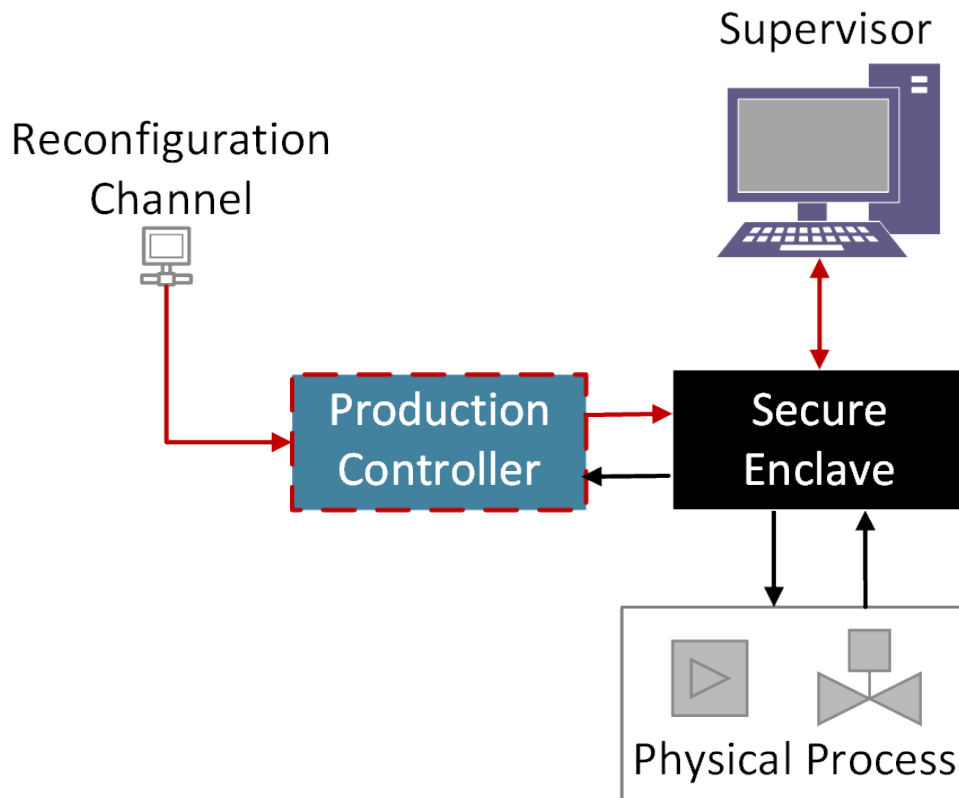 Supervisor
Reconfiguration
Channel
Production
Controller
Secure
Enclave
Physical Process